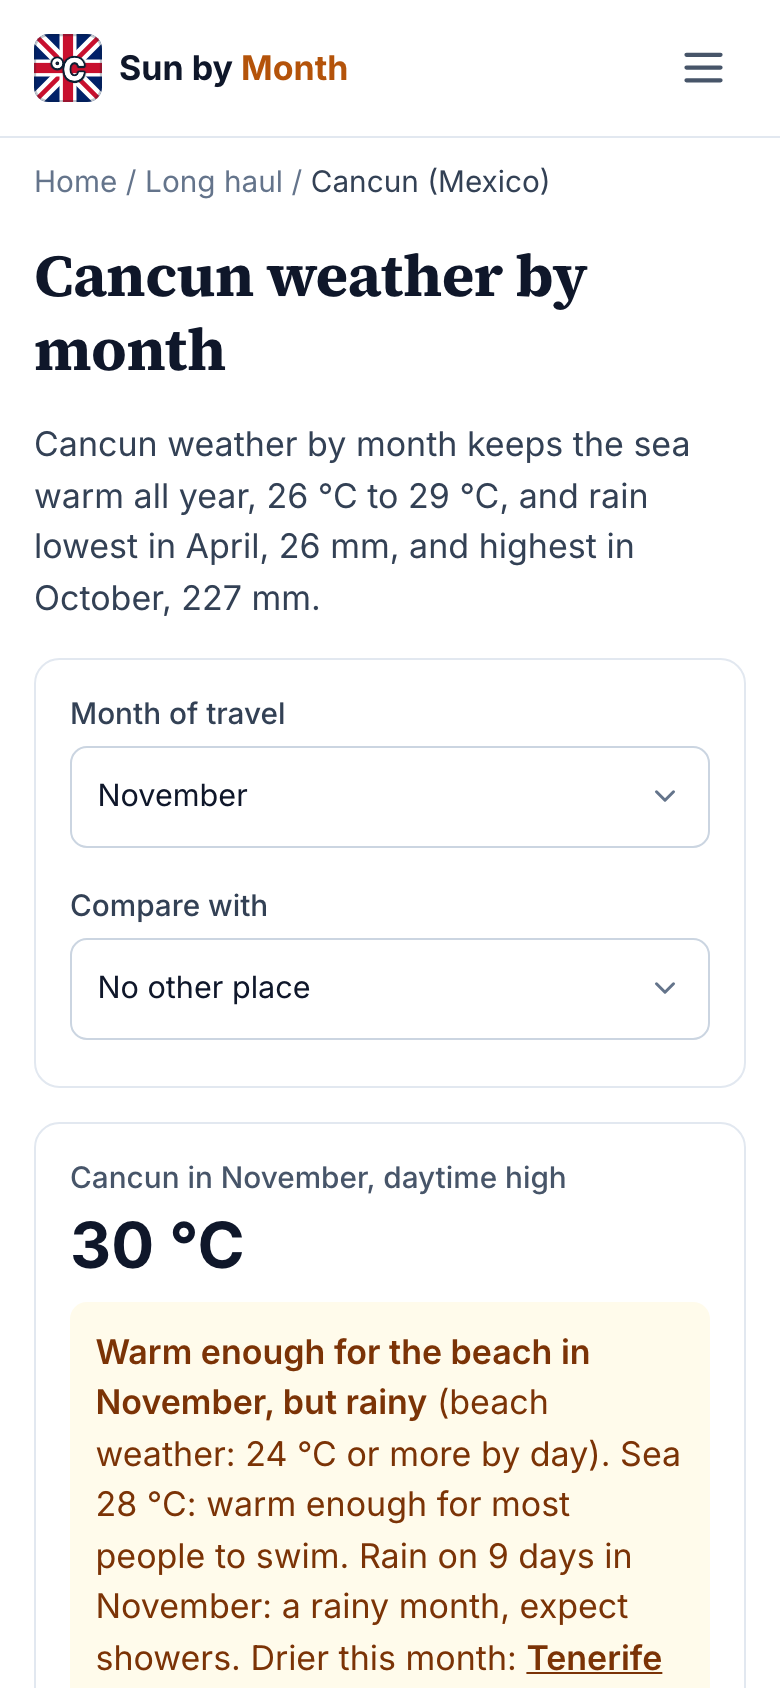 °C
Sun by Month
Home / Long haul / Cancun (Mexico)
Cancun weather by
month
Cancun weather by month keeps the sea
warm all year, 26 °C to 29 °C, and rain
lowest in April, 26 mm, and highest in
October, 227 mm.
Month of travel
November
Compare with
No other place
Cancun in November, daytime high
30 °C
Warm enough for the beach in
November, but rainy (beach
weather: 24 °C or more by day). Sea
28 °C: warm enough for most
people to swim. Rain on 9 days in
November: a rainy month, expect
showers. Drier this month: Tenerife